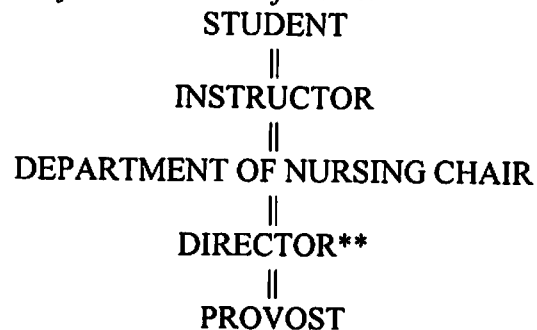 STUDENT
||
INSTRUCTOR
||
DEPARTMENT OF NURSING CHAIR
||
DIRECTOR**
||
PROVOST